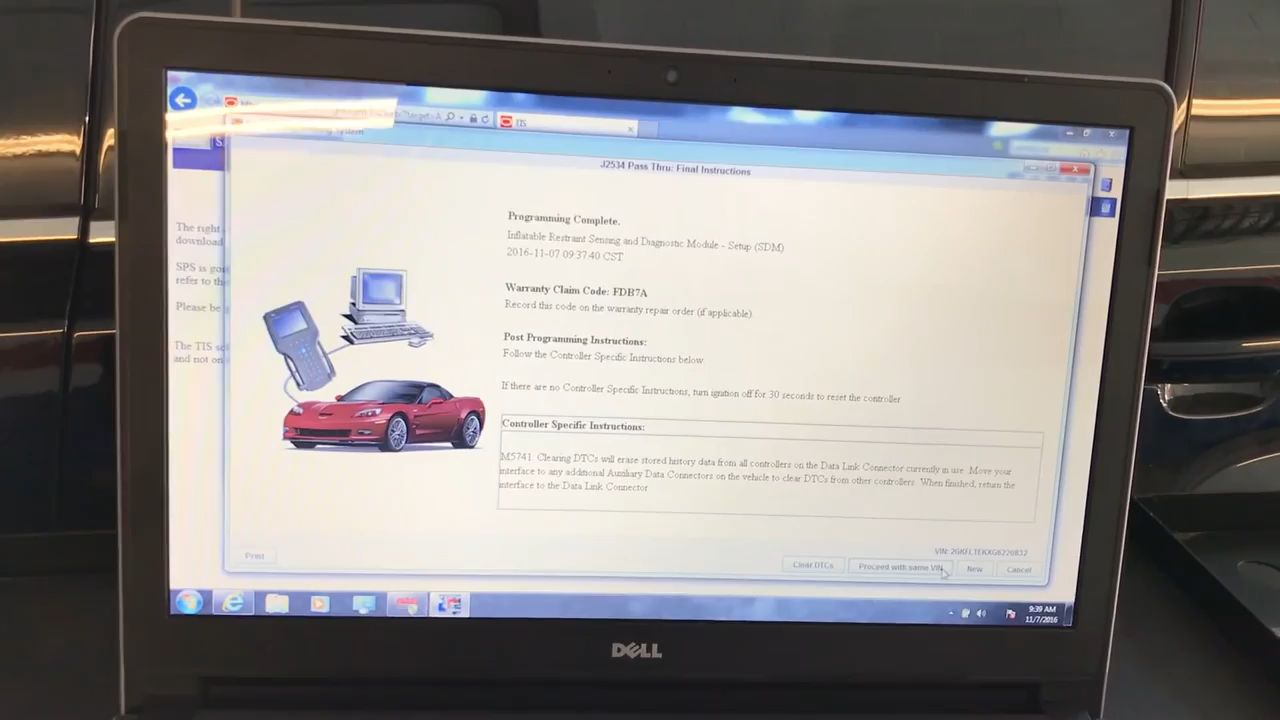 TIS
J2534 Pass Thru: Final Instructions
The right
download
SPS is
refer to the
Please be
The TIS
and not on
Programming Complete.
Inflatable Restraint Sensing and Diagnostic Module - Setup (SDM)
2016-11-07 09:37:40 CST
Warranty Claim Code: FDB7A
Record this code on the warranty repair order (if applicable).
Post Programming Instructions:
Follow the Controller Specific Instructions below
If there are no Controller Specific Instructions, turn ignition off for 30 seconds to reset the controller
Controller Specific Instructions:
M5741: Clearing DTCs will erase stored history data from all controllers on the Data Link Connector currently in use. Move your
interface to any additional Auxiliary Data Connectors on the vehicle to clear DTCs from other controllers. When finished, return the
interface to the Data Link Connector
VIN:
Print
Clear DTCs
Proceed with same VIN
New
Cancel
9:39 AM
11/7/2016
DELL